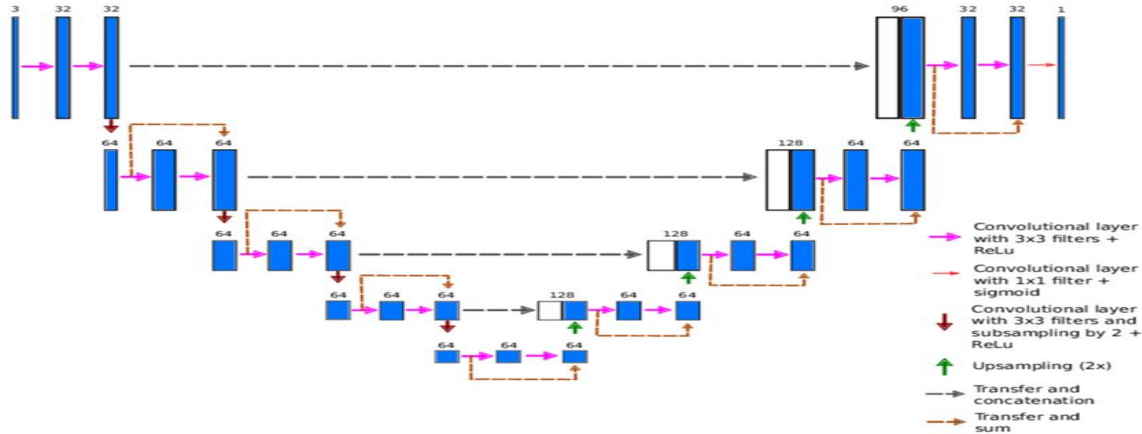 3 32 32 96 32 32 1
64 64 64 128 64 64
64 64 64 128 64 64
64 64 64 128 64 64
64 64 64
Convolutional layer
with 3x3 filters +
ReLu
Convolutional layer
with 1x1 filter +
sigmoid
Convolutional layer
with 3x3 filters and
subsampling by 2 +
ReLu
Upsampling (2x)
Transfer and
concatenation
Transfer and
sum